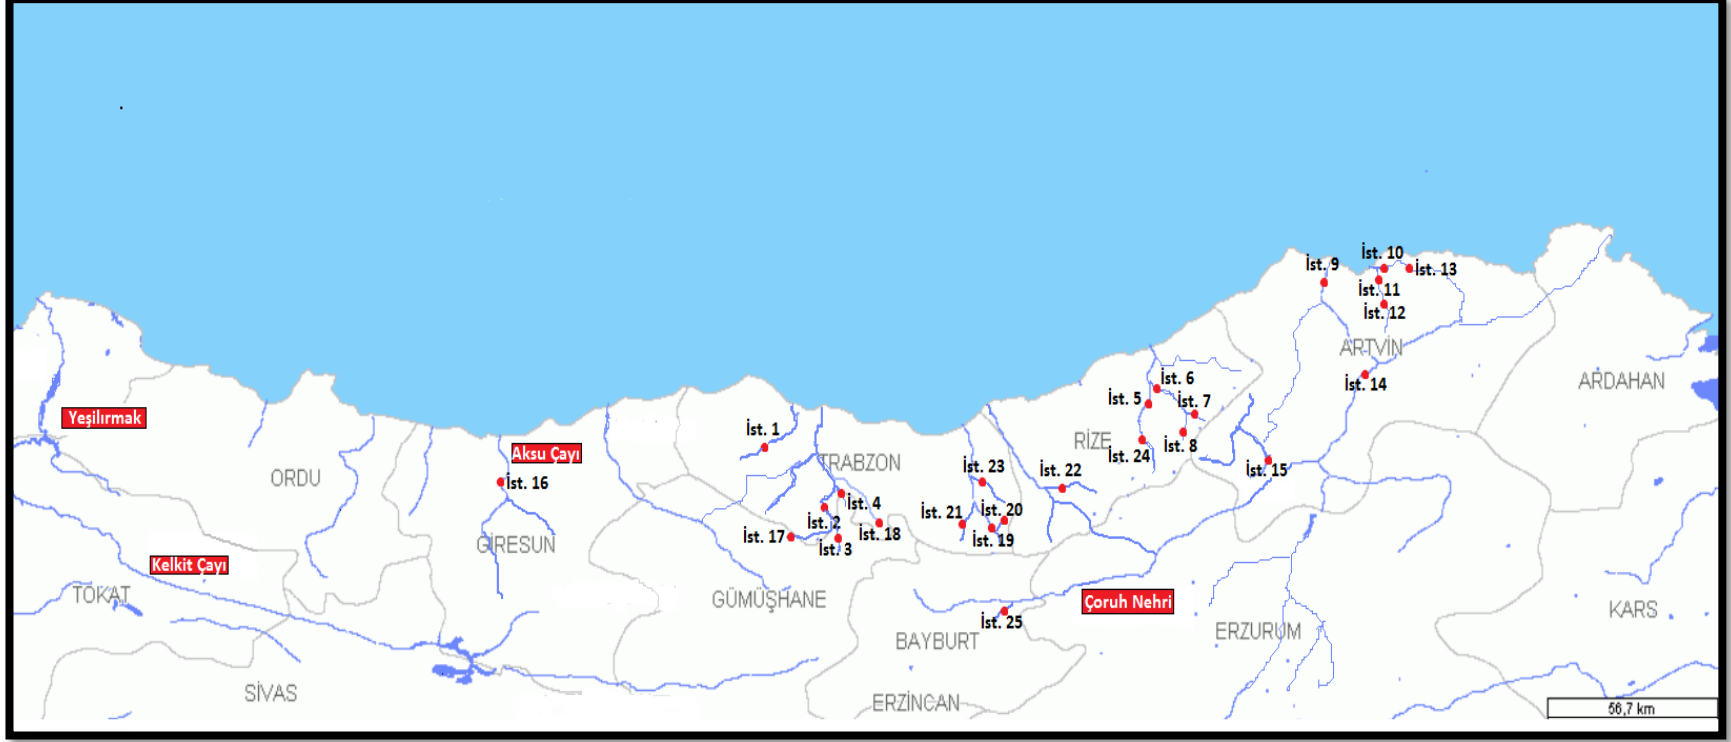 İst. 10
İst. 9
İst. 13
İst. 11
İst. 12
ARTVİN
İst. 14
ARDAHAN
İst. 6
İst. 5
İst. 7
Yeşilırmak
İst. 1
RİZE
İst. 8
Aksu Çayı
İst. 24
TRABZON
İst. 23
İst. 22
İst. 15
ORDU
İst. 16
İst. 4
İst. 21
İst. 20
İst. 2
İst. 18
İst. 17
İst. 3
İst. 19
GİRESUN
Kelkit Çayı
TOKAT
GÜMÜŞHANE
Çoruh Nehri
KARS
İst. 25
ERZURUM
BAYBURT
SİVAS
ERZİNCAN
56,7 km